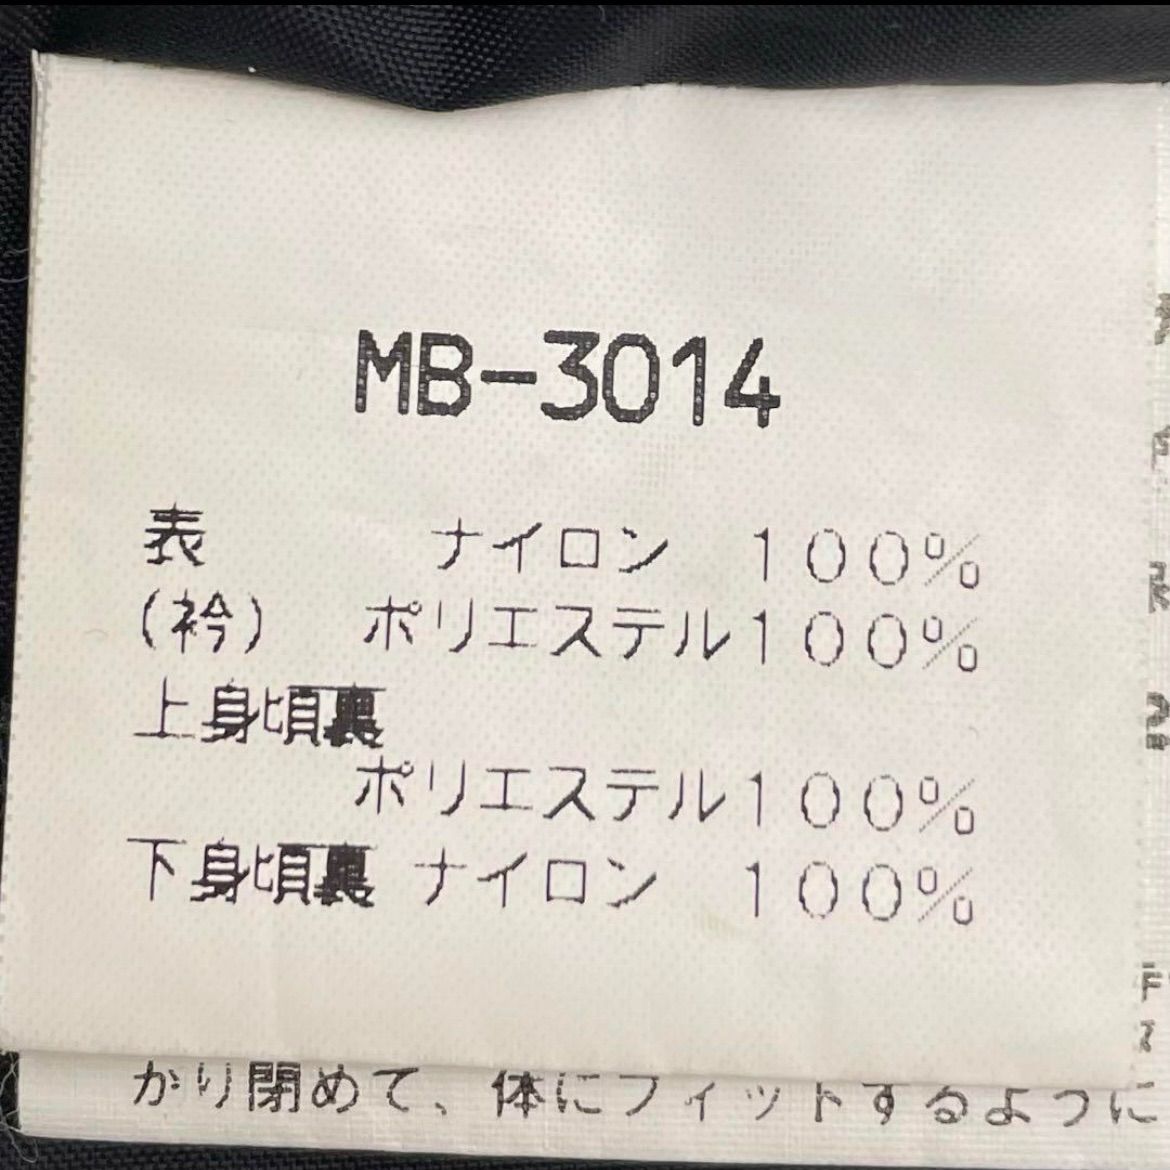 MB-3014
表 ナイロン 100%
(衿) ポリエステル100%
上身頃裏
ポリエステル100%
下身頃裏 ナイロン 100%
かり閉めて、体にフィットするように